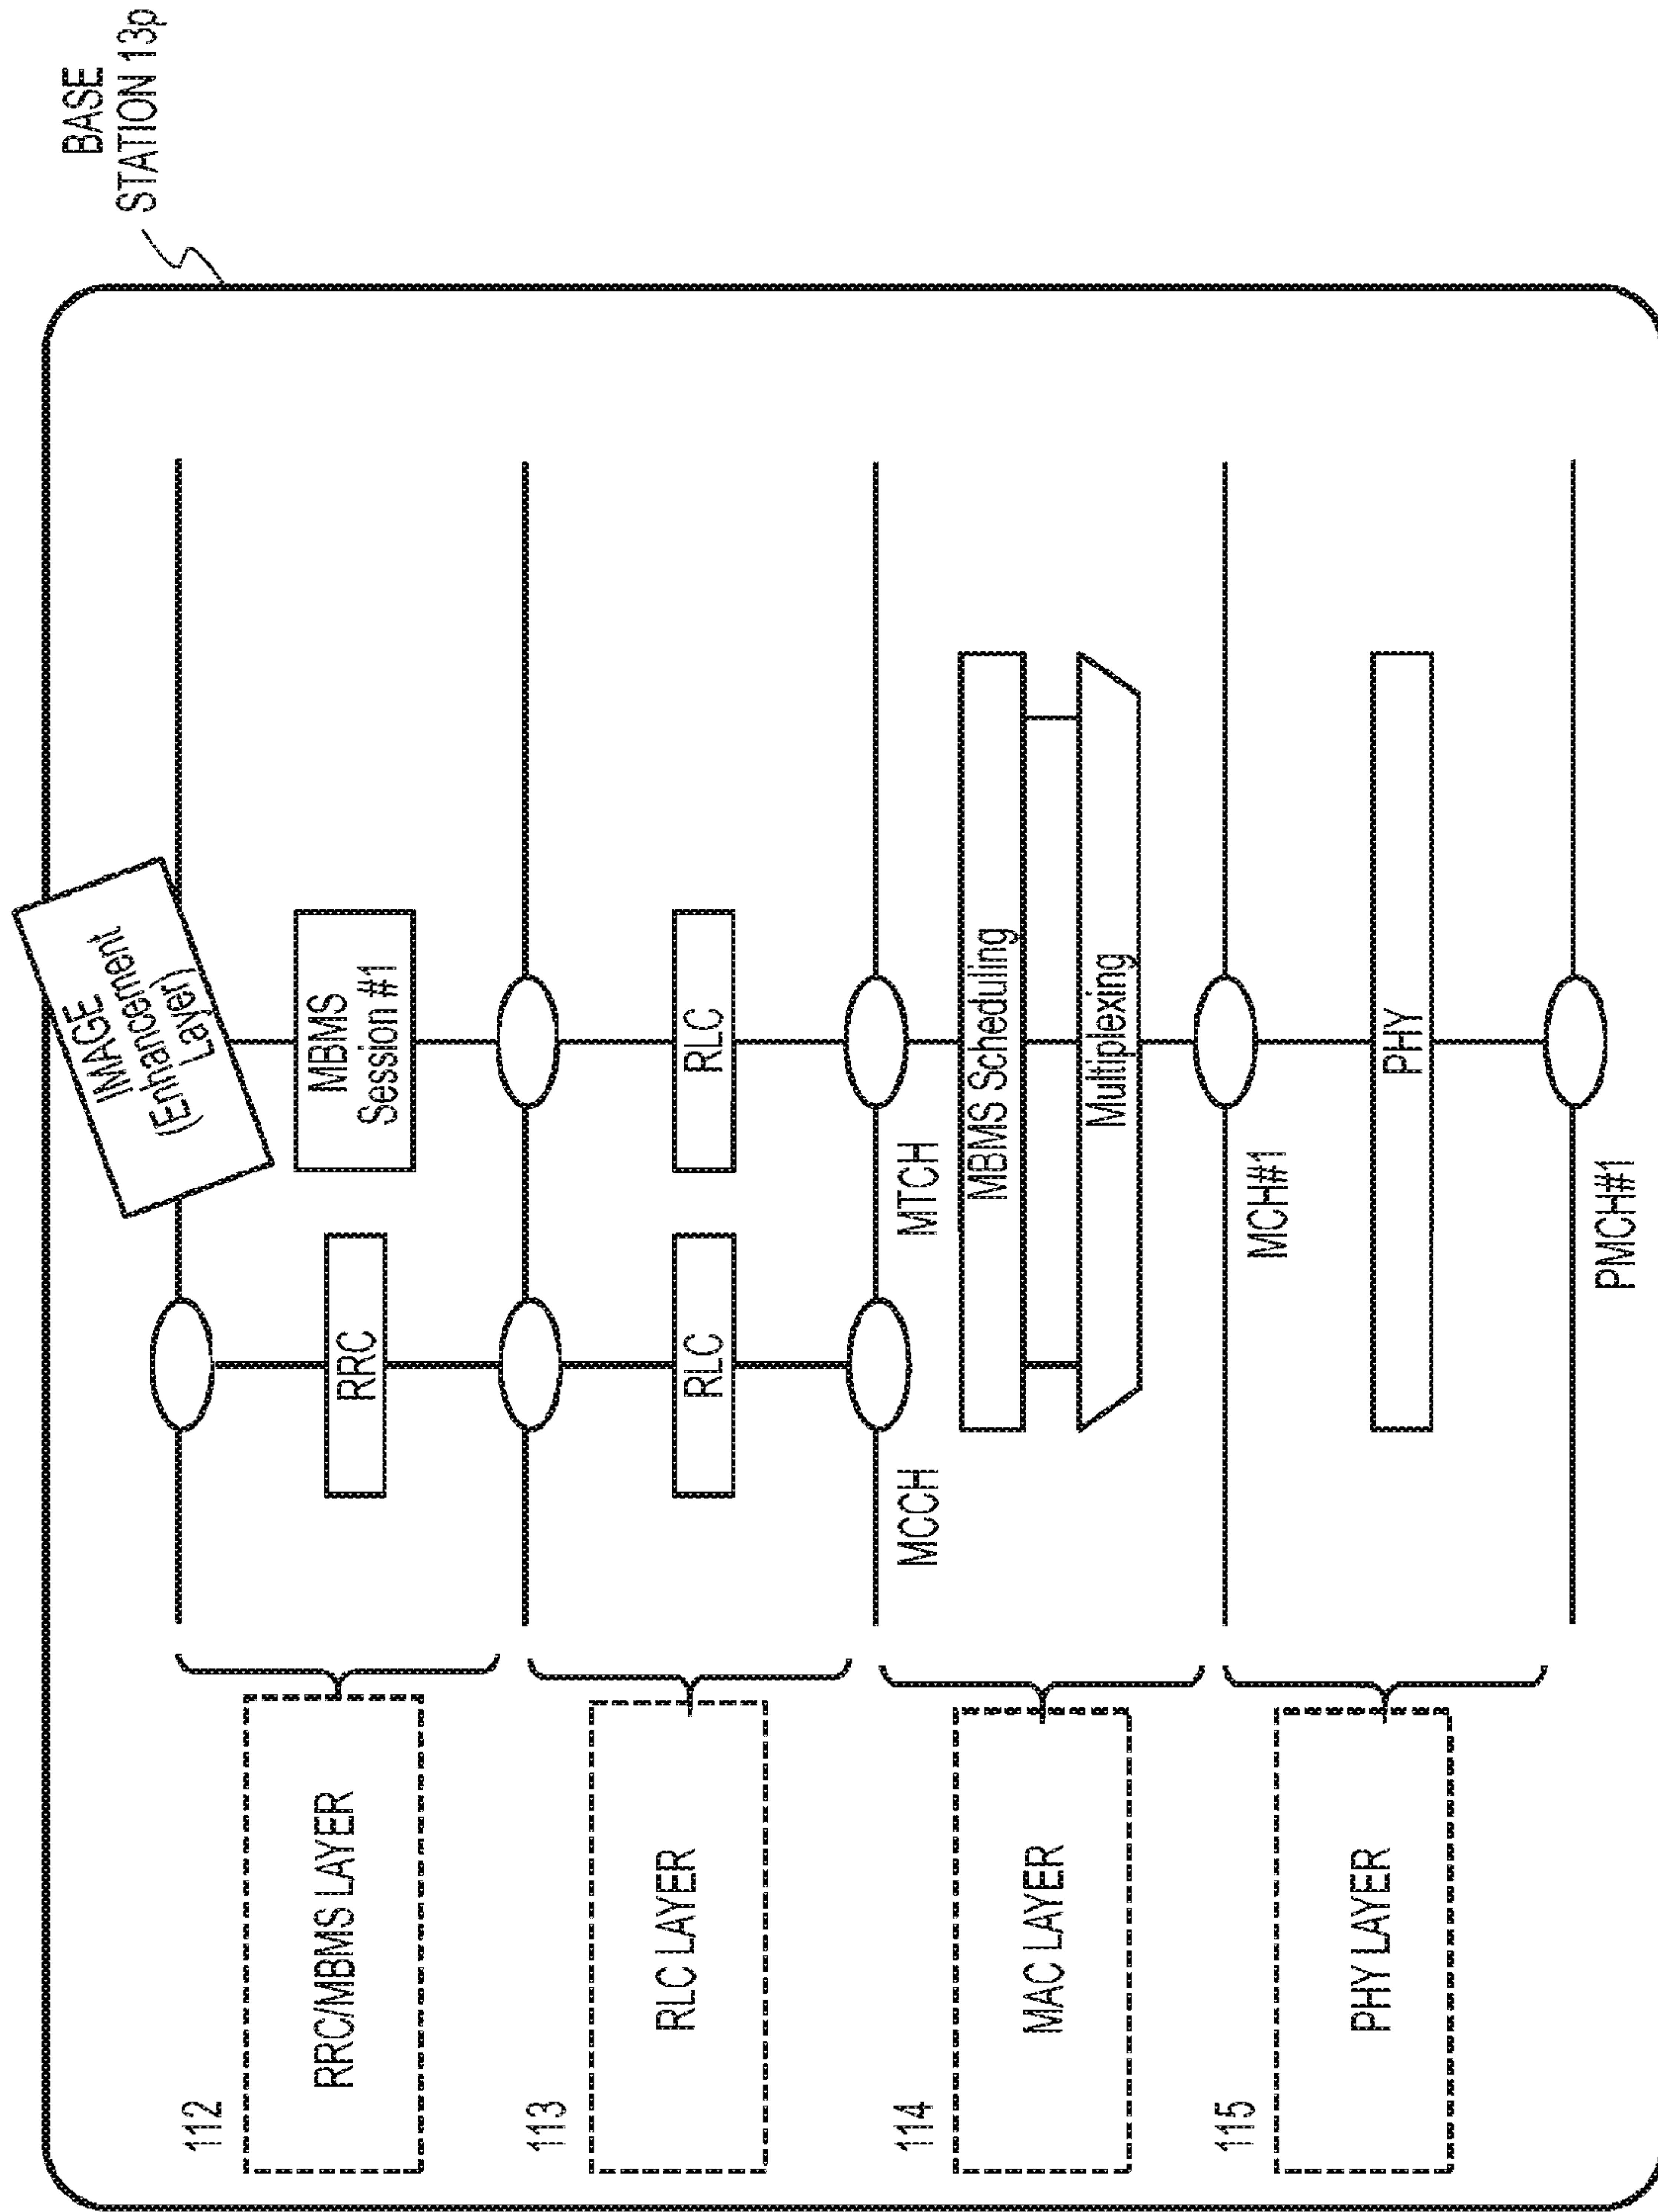 BASE
STATION 13p
112
RRC/MBMS LAYER
RRC
IMAGE
(Enhancement
Layer)
MBMS
Session #1
113
RLC LAYER
RLC
RLC
MCCH
MTCH
114
MAC LAYER
MBMS Scheduling
Multiplexing
MCH#1
115
PHY LAYER
PHY
PMCH#1